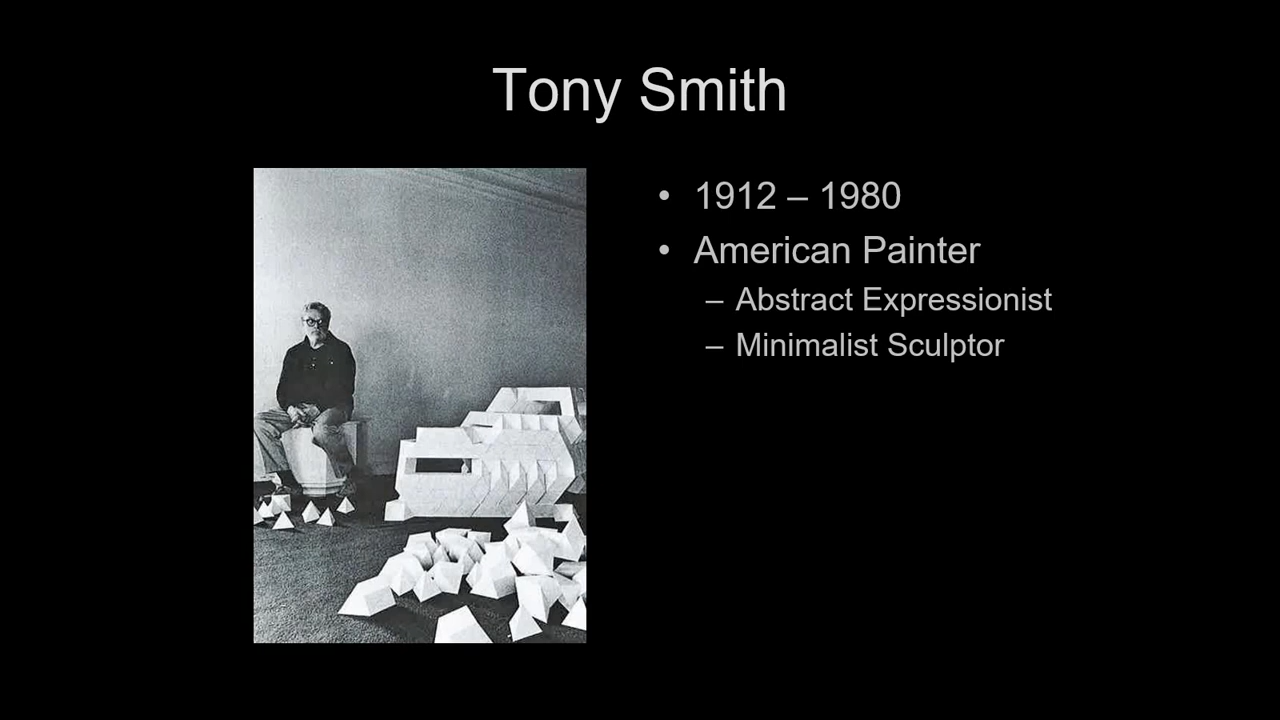 Tony Smith
• 1912 – 1980
• American Painter
– Abstract Expressionist
– Minimalist Sculptor